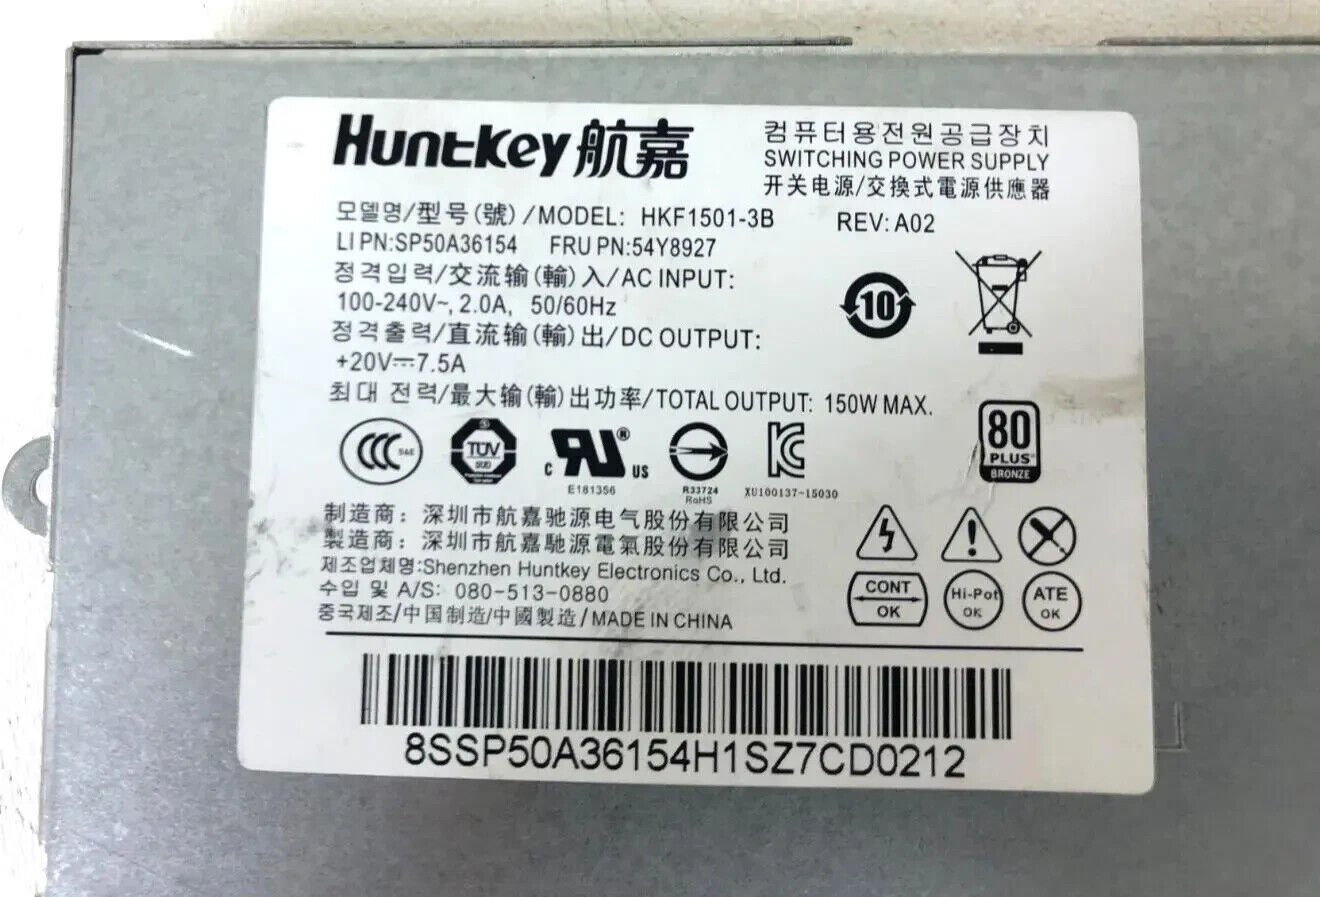 Huntkey 航嘉
컴퓨터용전원공급장치
SWITCHING POWER SUPPLY
开关电源/交換式電源供應器
모델명/型号(號)/MODEL: HKF1501-3B REV: A02
LI PN:SP50A36154 FRU PN:54Y8927
정격입력/交流输(輸)入/AC INPUT:
100-240V~, 2.0A, 50/60Hz
정격출력/直流输(輸)出/DC OUTPUT:
+20V⎓7.5A
최대 전력/最大输(輸)出功率/TOTAL OUTPUT: 150W MAX.
10
80
PLUS
BRONZE
CCC S&E
TÜV
SÜD
c RU ® US
E181356
R33724
RoHS
KC
XU100137-15030
制造商：深圳市航嘉驰源电气股份有限公司
製造商：深圳市航嘉馳源電氣股份有限公司
제조업체명:Shenzhen Huntkey Electronics Co., Ltd.
수입 및 A/S: 080-513-0880
중국제조/中国制造/中國製造/MADE IN CHINA
CONT
OK
Hi-Pot
OK
ATE
OK
8SSP50A36154H1SZ7CD0212